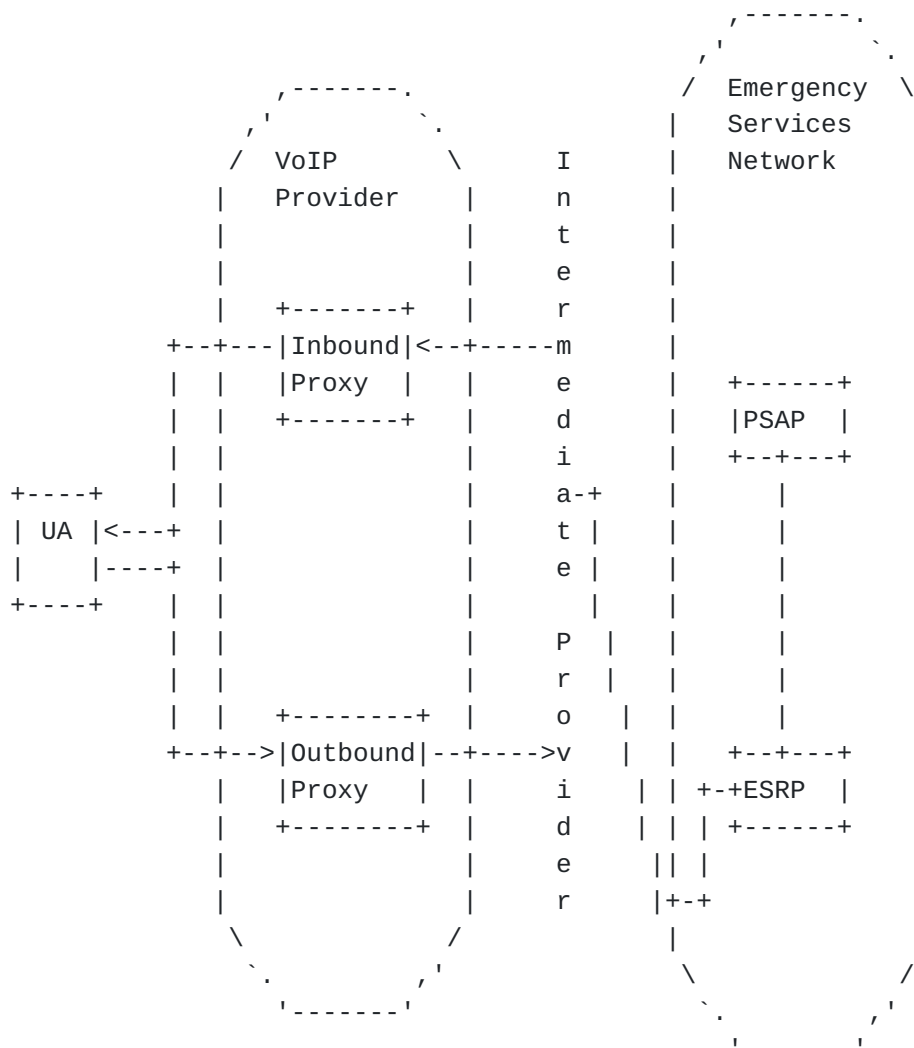 Emergency
Services
VoIP I Network
Provider n
t
e
r
Inbound m
Proxy e
d PSAP
i
a
UA t
e
P
r
o
Outbound v
Proxy i ESRP
d
e
r